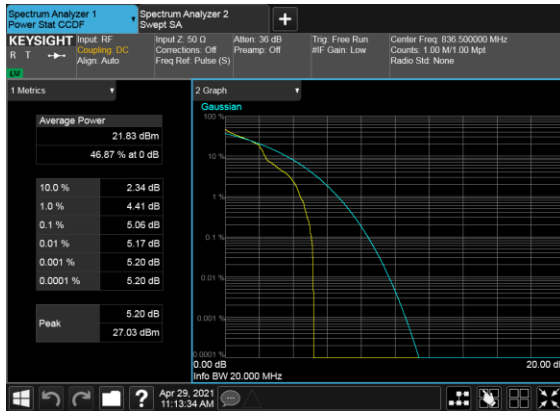 Spectrum Analyzer 1
Power Stat CCDF
Spectrum Analyzer 2
Swept SA
KEYSIGHT
R T
LXI
Input: RF
Coupling: DC
Align: Auto
Input Z: 50 Ω
Corrections: Off
Freq Ref: Pulse (S)
Atten: 36 dB
Preamp: Off
Trig: Free Run
#IF Gain: Low
Center Freq: 836.500000 MHz
Counts: 1.00 M/1.00 Mpt
Radio Std: None
1 Metrics
Average Power
21.83 dBm
46.87 % at 0 dB
10.0 % 2.34 dB
1.0 % 4.41 dB
0.1 % 5.06 dB
0.01 % 5.17 dB
0.001 % 5.20 dB
0.0001 % 5.20 dB
Peak
5.20 dB
27.03 dBm
2 Graph
Gaussian
100 %
10 %
1 %
0.1 %
0.01 %
0.001 %
0.0001 %
0.00 dB
20.00 d
Info BW 20.000 MHz
?
Apr 29, 2021
11:13:34 AM